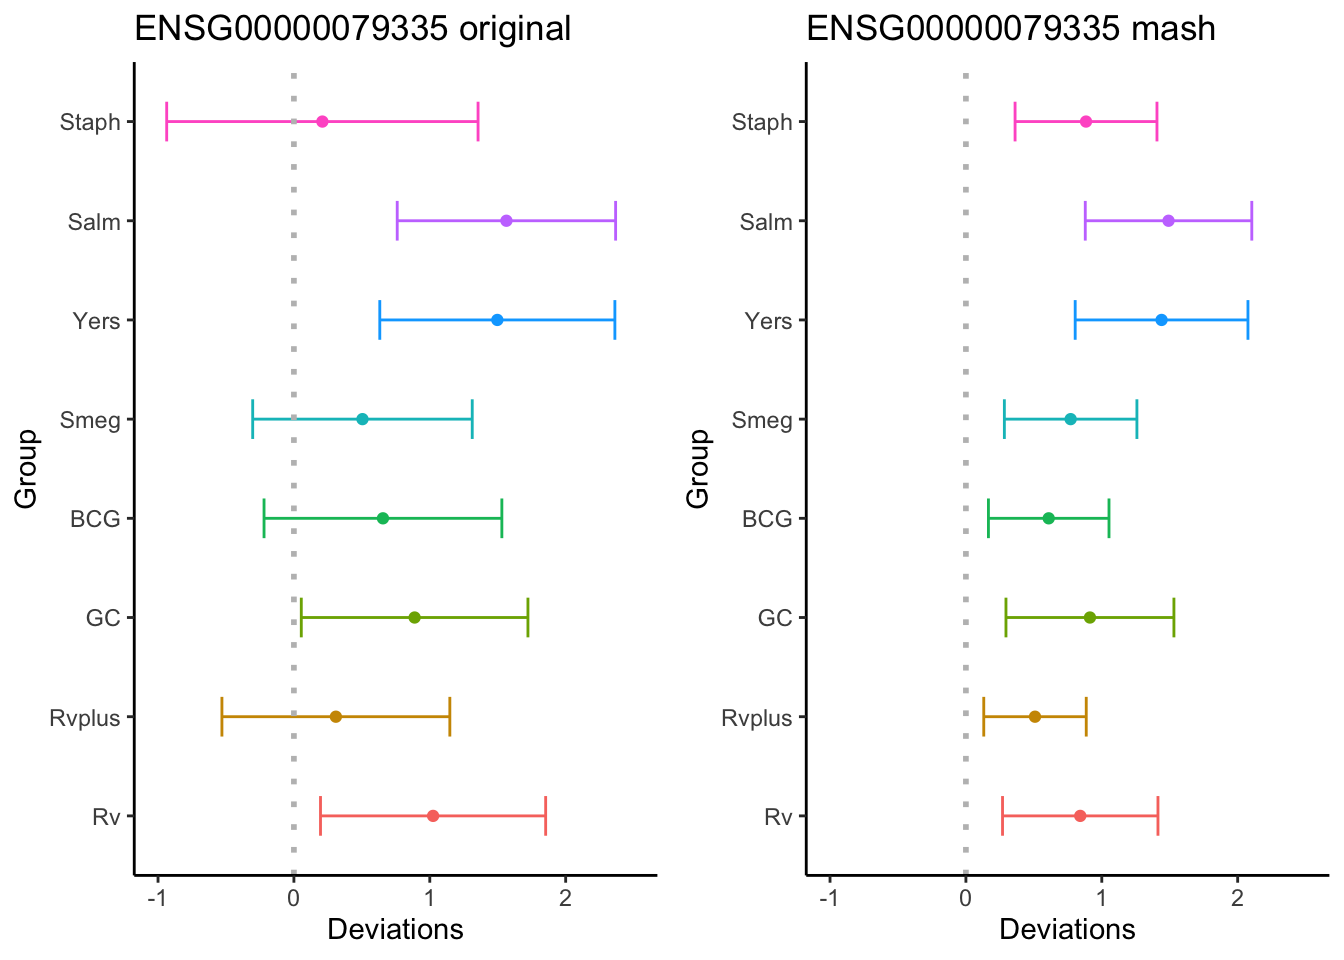 ENSG00000079335 original
Staph
Salm
Yers
Smeg
BCG
GC
Rvplus
Rv
Group
-1 0 1 2
Deviations
ENSG00000079335 mash
Staph
Salm
Yers
Smeg
BCG
GC
Rvplus
Rv
Group
-1 0 1 2
Deviations